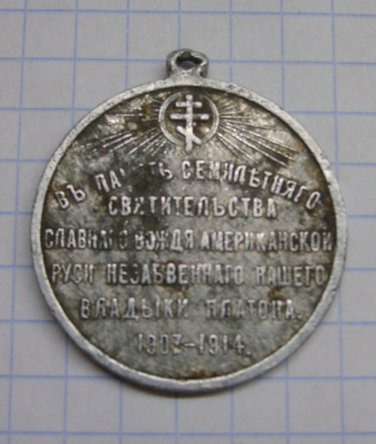 ВЪ ПАМЯТЬ СЕМИЛѢТНЯГО
СВЯТИТЕЛЬСТВА
СЛАВНАГО ВОЖДЯ АМЕРИКАНСКОЙ
РУСИ НЕЗАБВЕННАГО НАШЕГО
ВЛАДЫКИ ПЛАТОНА.
1907-1914.